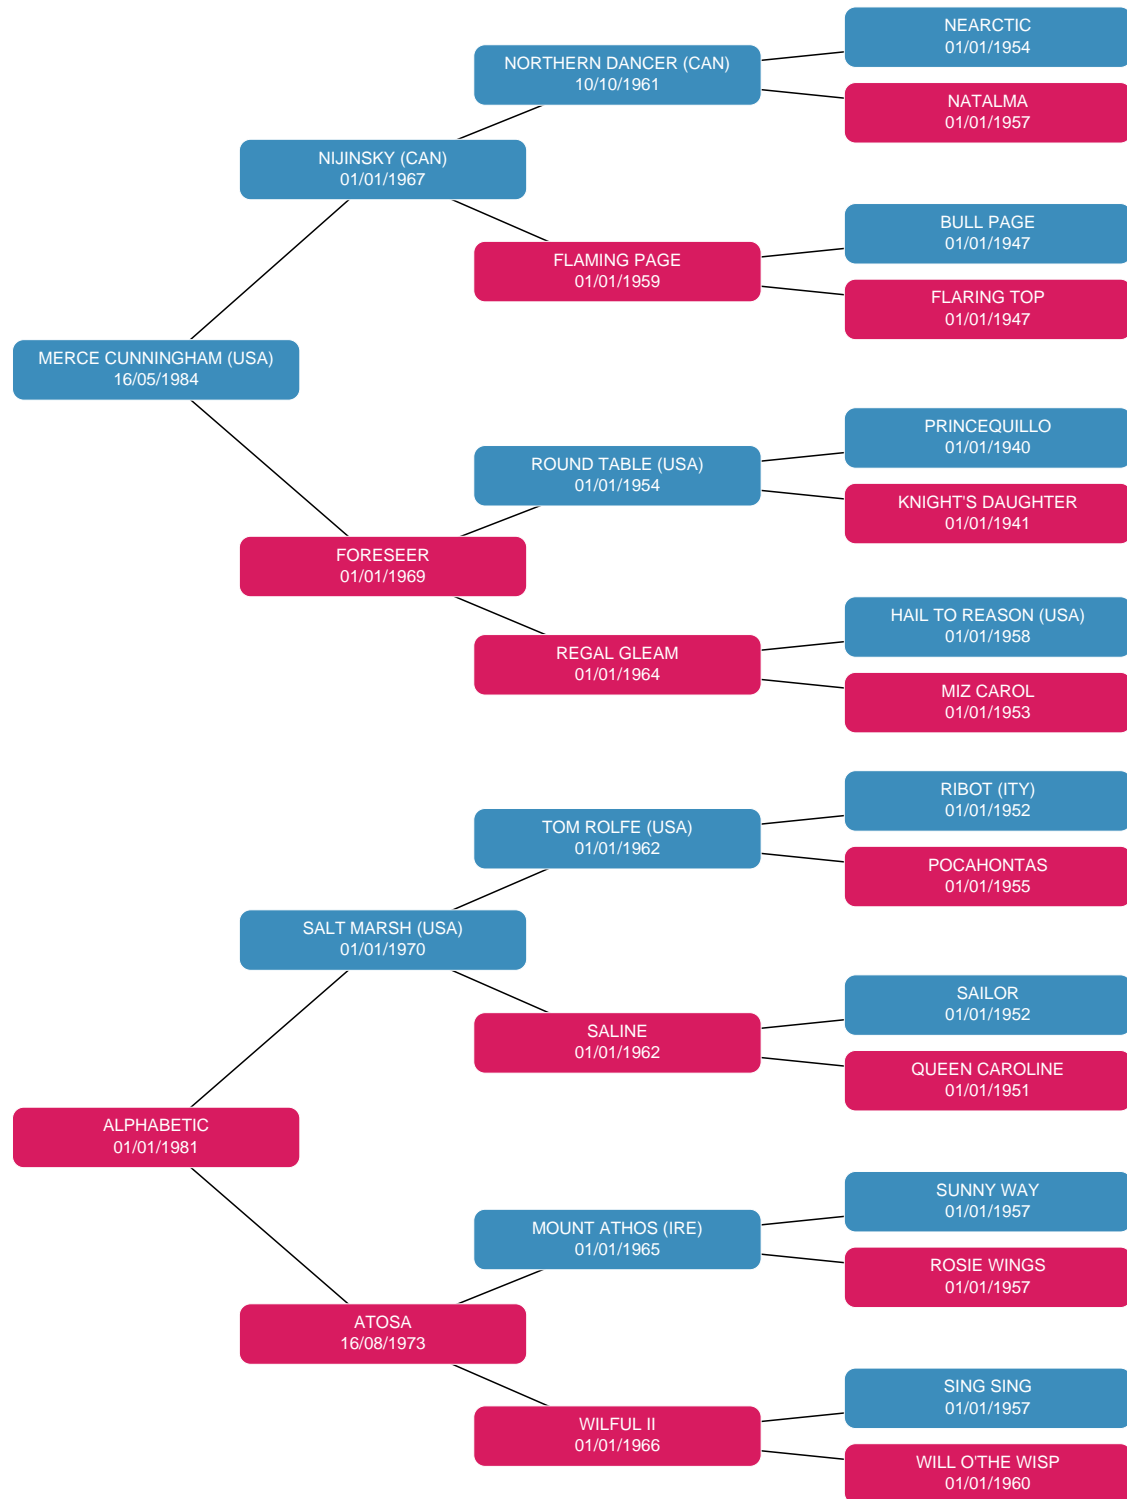 NEARCTIC
01/01/1954
NORTHERN DANCER (CAN)
10/10/1961
NATALMA
01/01/1957
NIJINSKY (CAN)
01/01/1967
BULL PAGE
01/01/1947
FLAMING PAGE
01/01/1959
FLARING TOP
01/01/1947
MERCE CUNNINGHAM (USA)
16/05/1984
PRINCEQUILLO
01/01/1940
ROUND TABLE (USA)
01/01/1954
KNIGHT'S DAUGHTER
01/01/1941
FORESEER
01/01/1969
HAIL TO REASON (USA)
01/01/1958
REGAL GLEAM
01/01/1964
MIZ CAROL
01/01/1953
RIBOT (ITY)
01/01/1952
TOM ROLFE (USA)
01/01/1962
POCAHONTAS
01/01/1955
SALT MARSH (USA)
01/01/1970
SAILOR
01/01/1952
SALINE
01/01/1962
QUEEN CAROLINE
01/01/1951
ALPHABETIC
01/01/1981
SUNNY WAY
01/01/1957
MOUNT ATHOS (IRE)
01/01/1965
ROSIE WINGS
01/01/1957
ATOSA
16/08/1973
SING SING
01/01/1957
WILFUL II
01/01/1966
WILL O'THE WISP
01/01/1960